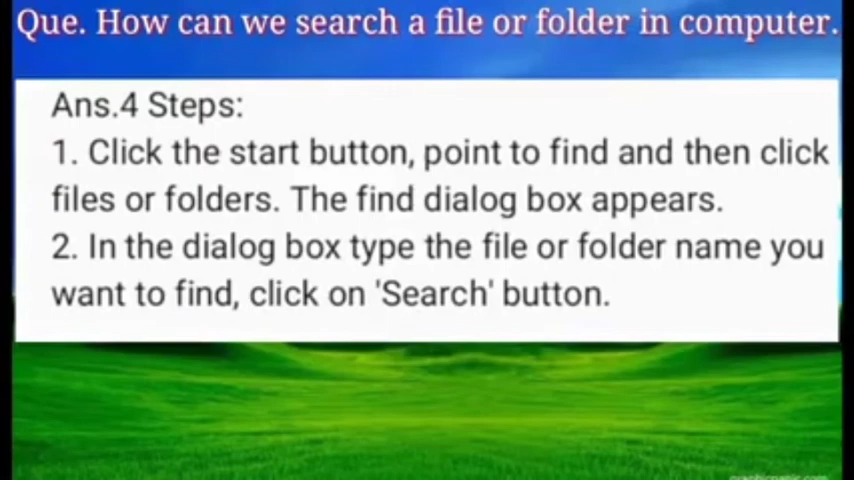 Que. How can we search a file or folder in computer.
Ans.4 Steps:
1. Click the start button, point to find and then click
files or folders. The find dialog box appears.
2. In the dialog box type the file or folder name you
want to find, click on 'Search' button.